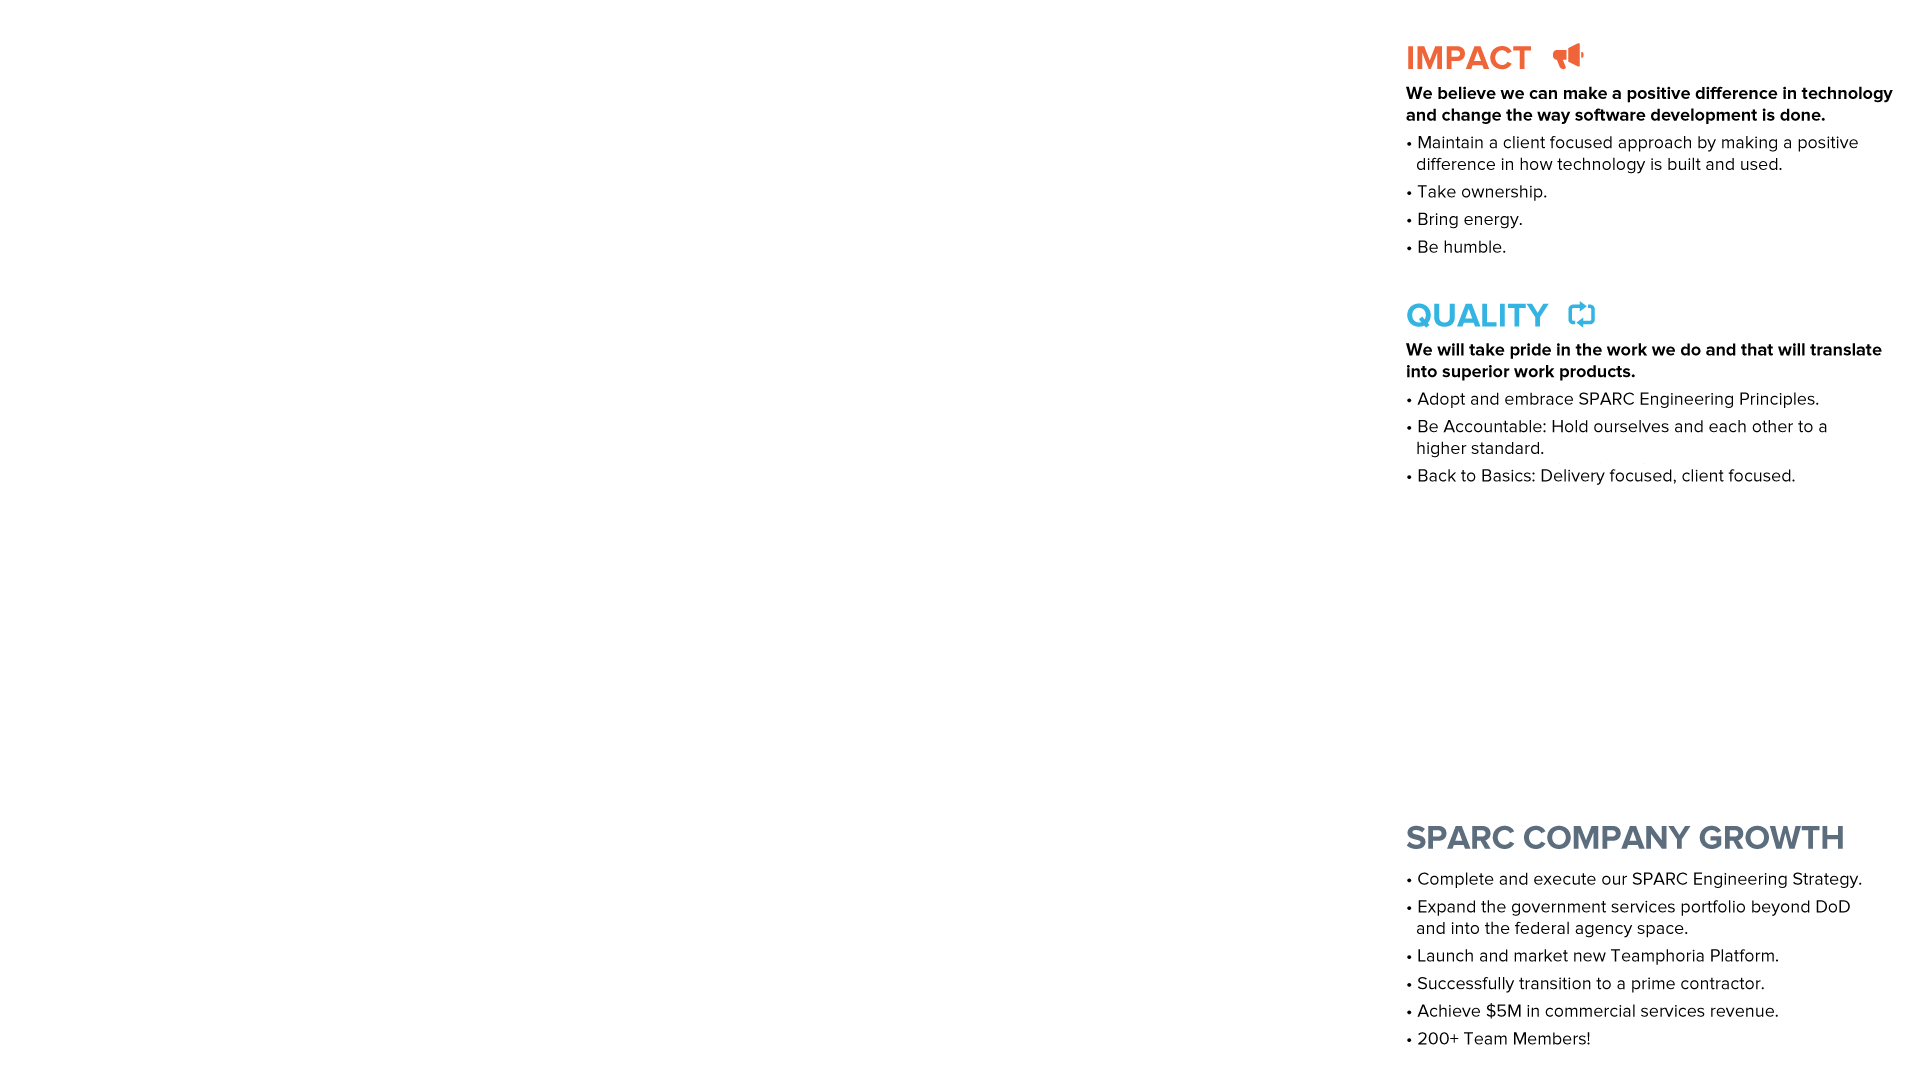 IMPACT
We believe we can make a positive difference in technology
and change the way software development is done.
• Maintain a client focused approach by making a positive
difference in how technology is built and used.
• Take ownership.
• Bring energy.
• Be humble.
QUALITY
We will take pride in the work we do and that will translate
into superior work products.
• Adopt and embrace SPARC Engineering Principles.
• Be Accountable: Hold ourselves and each other to a
higher standard.
• Back to Basics: Delivery focused, client focused.
SPARC COMPANY GROWTH
• Complete and execute our SPARC Engineering Strategy.
• Expand the government services portfolio beyond DoD
and into the federal agency space.
• Launch and market new Teamphoria Platform.
• Successfully transition to a prime contractor.
• Achieve $5M in commercial services revenue.
• 200+ Team Members!